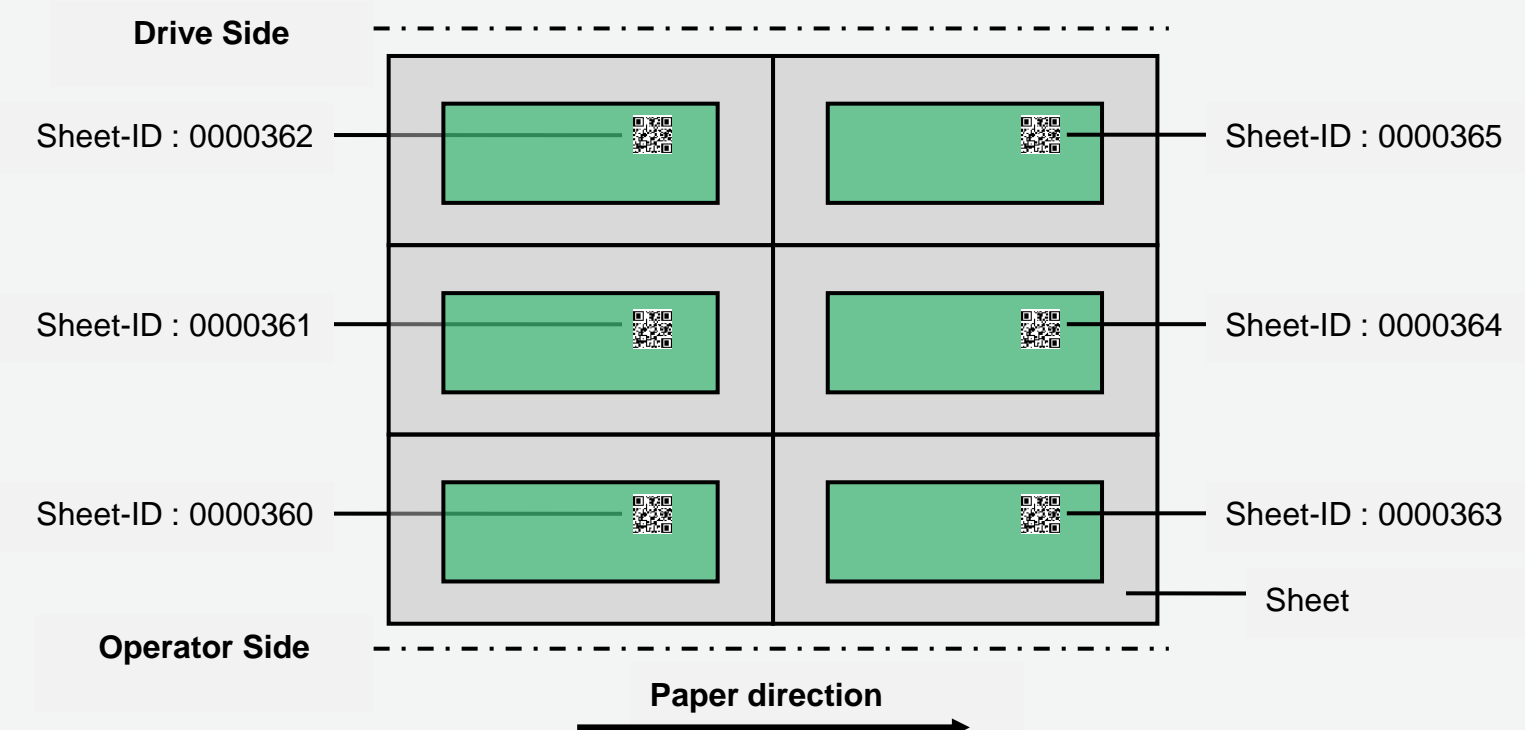 Drive Side
Sheet-ID : 0000362
Sheet-ID : 0000365
Sheet-ID : 0000361
Sheet-ID : 0000364
Sheet-ID : 0000360
Sheet-ID : 0000363
Sheet
Operator Side
Paper direction